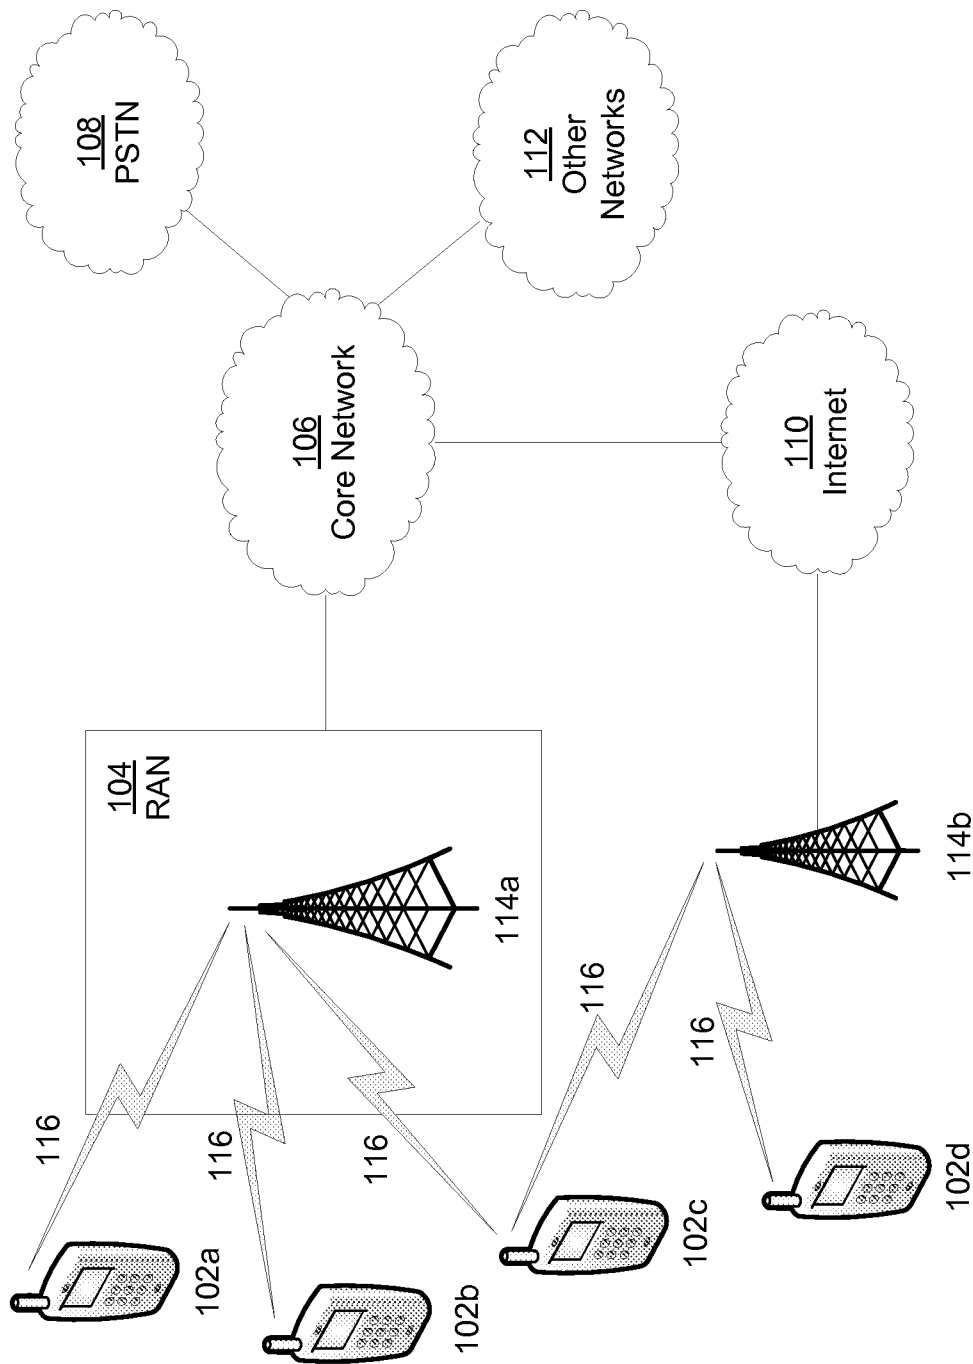 108
PSTN
112
Other
Networks
106
Core Network
110
Internet
104
RAN
114a
114b
116
116
116
116
116
102a
102b
102c
102d